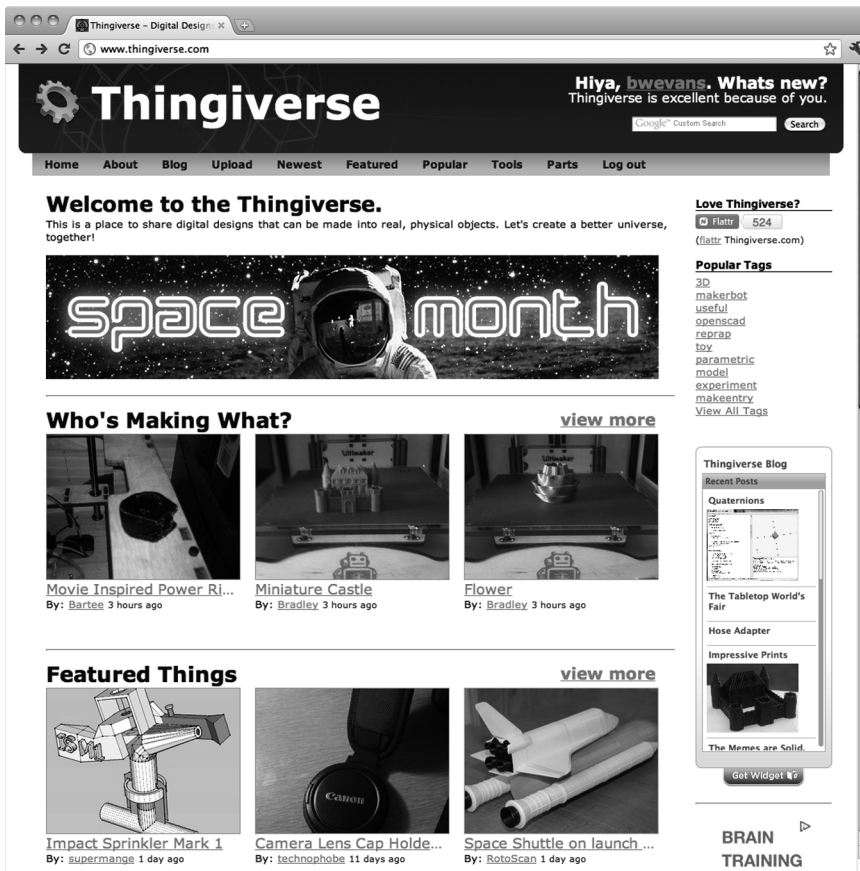 Thingiverse – Digital Designs
www.thingiverse.com
Thingiverse
Hiya, bwevans. Whats new?
Thingiverse is excellent because of you.
Google™ Custom Search
Search
Home About Blog Upload Newest Featured Popular Tools Parts Log out
Welcome to the Thingiverse.
This is a place to share digital designs that can be made into real, physical objects. Let's create a better universe,
together!
space month
Who's Making What?
view more
Ultimaker
Ultimaker
Movie Inspired Power Ri...
By: Bartee 3 hours ago
Miniature Castle
By: Bradley 3 hours ago
Flower
By: Bradley 3 hours ago
Featured Things
view more
ISM1
Canon
Impact Sprinkler Mark 1
By: supermange 1 day ago
Camera Lens Cap Holde...
By: technophobe 11 days ago
Space Shuttle on launch ...
By: RotoScan 1 day ago
Love Thingiverse?
Flattr 524
(flattr Thingiverse.com)
Popular Tags
3D
makerbot
useful
openscad
reprap
toy
parametric
model
experiment
makeentry
View All Tags
Thingiverse Blog
Recent Posts
Quaternions
The Tabletop World's
Fair
Hose Adapter
Impressive Prints
The Memes are Solid.
Get Widget
BRAIN
TRAINING